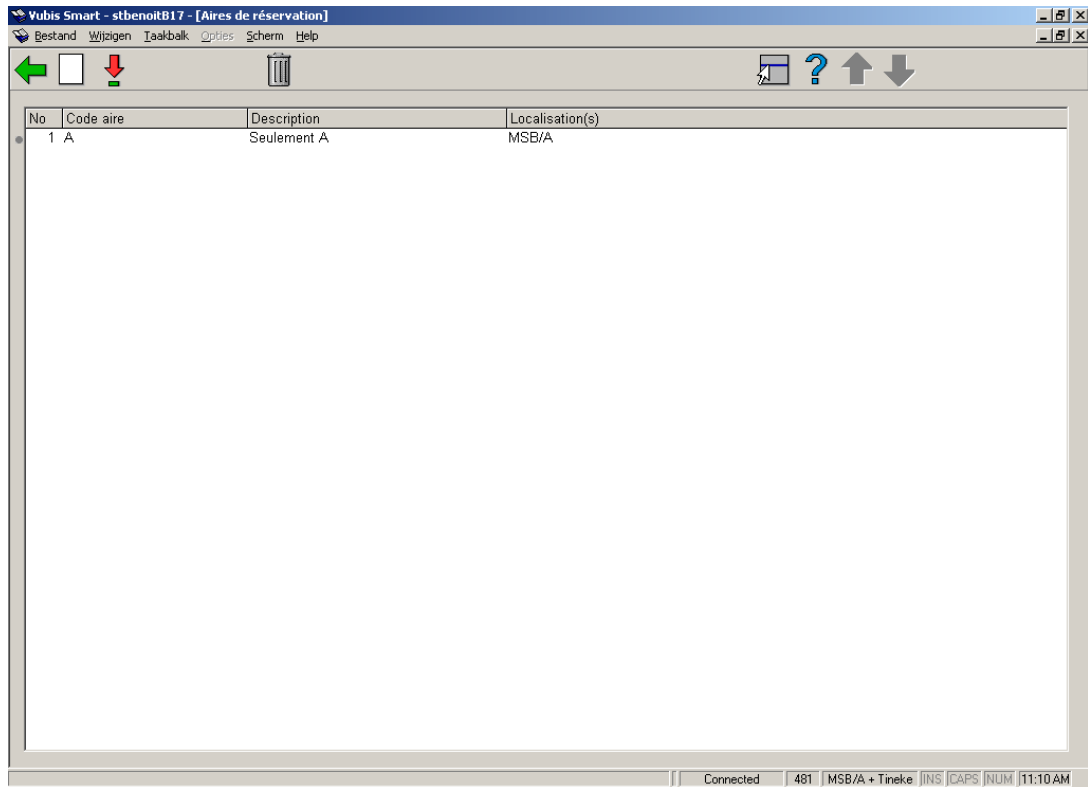 Vubis Smart - stbenoitB17 - [Aires de réservation]
Bestand Wijzigen Taakbalk Opties Scherm Help
No Code aire Description Localisation(s)
1 A Seulement A MSB/A
Connected 481 MSB/A + Tineke INS CAPS NUM 11:10 AM